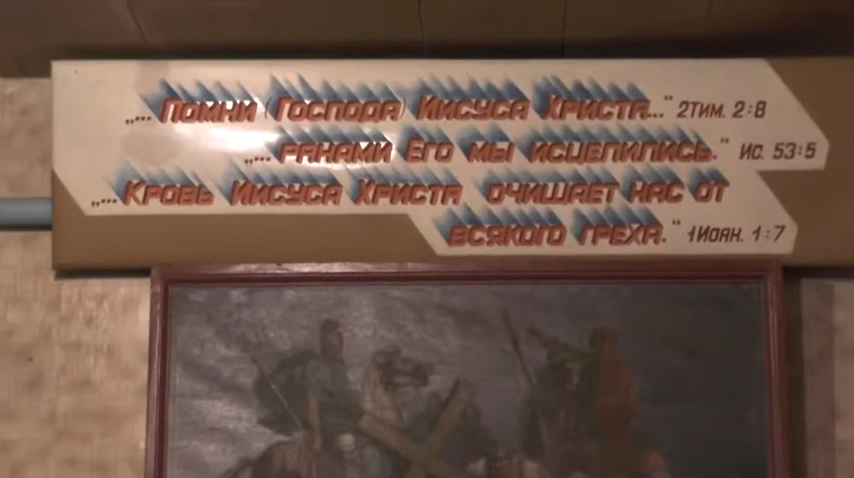 „... Помни (Господа) Иисуса Христа...“ 2Тим. 2:8
„... ранами Его мы исцелились.“ Ис. 53:5
„... Кровь Иисуса Христа очищает нас от
всякого греха.“ 1Иоан. 1:7